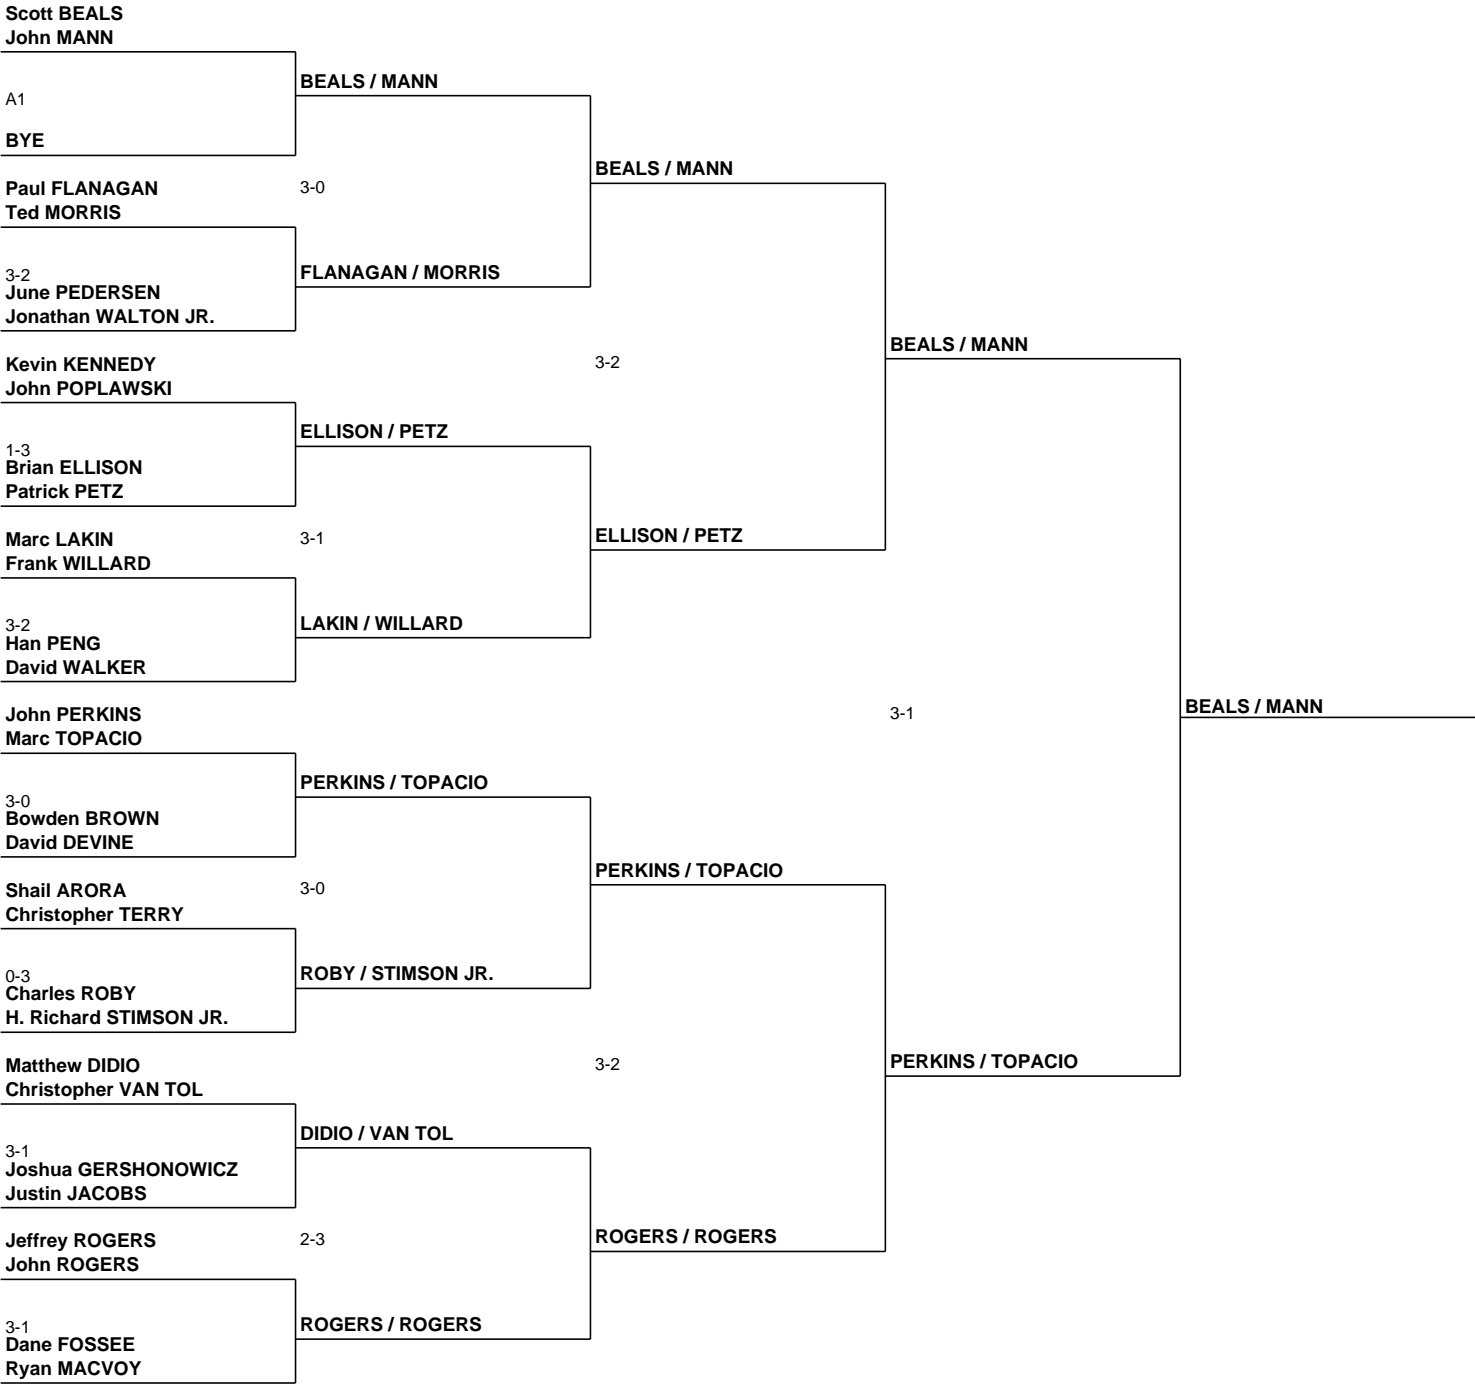 Scott BEALS
John MANN
A1
BYE
Paul FLANAGAN
Ted MORRIS
3-2
June PEDERSEN
Jonathan WALTON JR.
Kevin KENNEDY
John POPLAWSKI
1-3
Brian ELLISON
Patrick PETZ
Marc LAKIN
Frank WILLARD
3-2
Han PENG
David WALKER
John PERKINS
Marc TOPACIO
3-0
Bowden BROWN
David DEVINE
Shail ARORA
Christopher TERRY
0-3
Charles ROBY
H. Richard STIMSON JR.
Matthew DIDIO
Christopher VAN TOL
3-1
Joshua GERSHONOWICZ
Justin JACOBS
Jeffrey ROGERS
John ROGERS
3-1
Dane FOSSEE
Ryan MACVOY
BEALS / MANN
3-0
FLANAGAN / MORRIS
ELLISON / PETZ
3-1
LAKIN / WILLARD
PERKINS / TOPACIO
3-0
ROBY / STIMSON JR.
DIDIO / VAN TOL
2-3
ROGERS / ROGERS
BEALS / MANN
3-2
ELLISON / PETZ
PERKINS / TOPACIO
3-2
ROGERS / ROGERS
BEALS / MANN
3-1
PERKINS / TOPACIO
BEALS / MANN